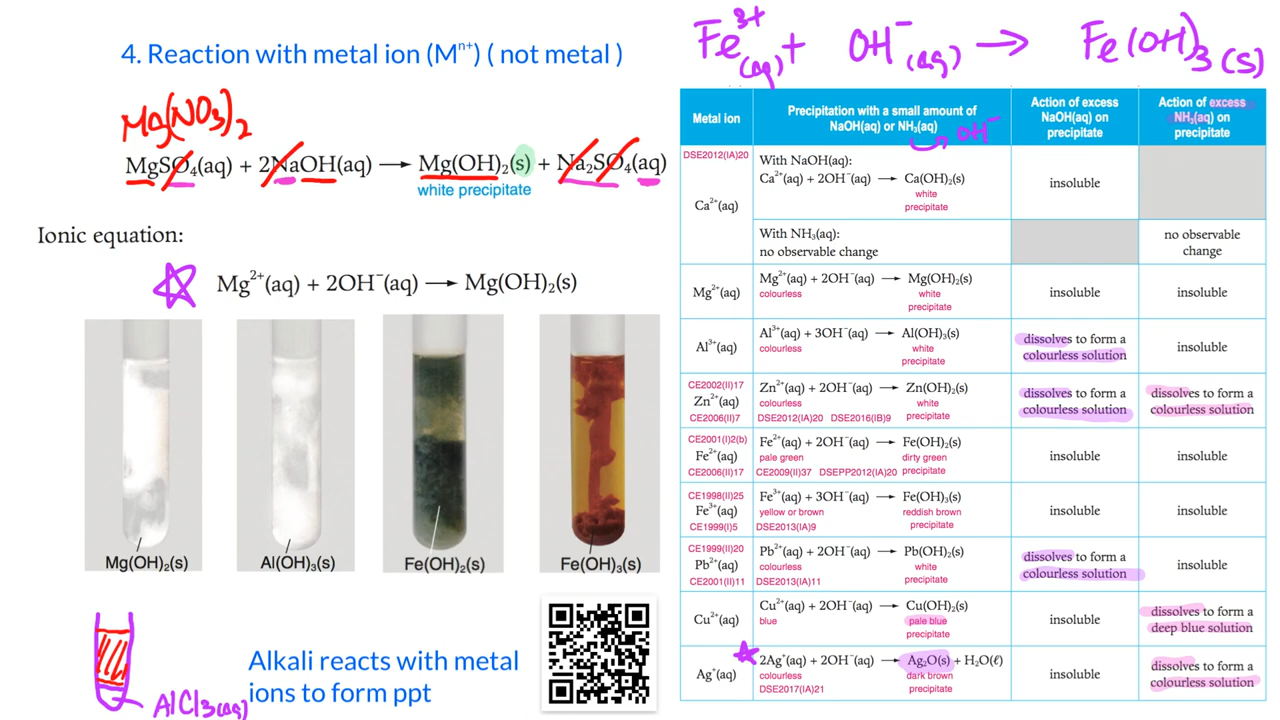 4. Reaction with metal ion (Mⁿ⁺) ( not metal )
Mg(NO₃)₂
MgSO₄(aq) + 2NaOH(aq) ⟶ Mg(OH)₂(s) + Na₂SO₄(aq)
white precipitate
Ionic equation:
Mg²⁺(aq) + 2OH⁻(aq) ⟶ Mg(OH)₂(s)
Mg(OH)₂(s) Al(OH)₃(s) Fe(OH)₂(s) Fe(OH)₃(s)
AlCl₃(aq)
Alkali reacts with metal
ions to form ppt
Fe³⁺(aq) + OH⁻(aq) → Fe(OH)₃(s)
Metal ion
Precipitation with a small amount of
NaOH(aq) or NH₃(aq)
OH⁻
Action of excess
NaOH(aq) on
precipitate
Action of excess
NH₃(aq) on
precipitate
DSE2012(IA)20
Ca²⁺(aq)
With NaOH(aq):
Ca²⁺(aq) + 2OH⁻(aq) ⟶ Ca(OH)₂(s)
white
precipitate
insoluble
With NH₃(aq):
no observable change
no observable
change
Mg²⁺(aq)
Mg²⁺(aq) + 2OH⁻(aq) ⟶ Mg(OH)₂(s)
colourless white
precipitate
insoluble
insoluble
Al³⁺(aq)
Al³⁺(aq) + 3OH⁻(aq) ⟶ Al(OH)₃(s)
colourless white
precipitate
dissolves to form a
colourless solution
insoluble
CE2002(II)17
Zn²⁺(aq)
CE2006(II)7
Zn²⁺(aq) + 2OH⁻(aq) ⟶ Zn(OH)₂(s)
colourless white
DSE2012(IA)20 DSE2016(IB)9 precipitate
dissolves to form a
colourless solution
dissolves to form a
colourless solution
CE2001(I)2(b)
Fe²⁺(aq)
CE2006(II)17
Fe²⁺(aq) + 2OH⁻(aq) ⟶ Fe(OH)₂(s)
pale green dirty green
CE2009(II)37 DSEPP2012(IA)20 precipitate
insoluble
insoluble
CE1998(II)25
Fe³⁺(aq)
CE1999(I)5
Fe³⁺(aq) + 3OH⁻(aq) ⟶ Fe(OH)₃(s)
yellow or brown reddish brown
DSE2013(IA)9 precipitate
insoluble
insoluble
CE1999(II)20
Pb²⁺(aq)
CE2001(II)11
Pb²⁺(aq) + 2OH⁻(aq) ⟶ Pb(OH)₂(s)
colourless white
DSE2013(IA)11 precipitate
dissolves to form a
colourless solution
insoluble
Cu²⁺(aq)
Cu²⁺(aq) + 2OH⁻(aq) ⟶ Cu(OH)₂(s)
blue pale blue
precipitate
insoluble
dissolves to form a
deep blue solution
Ag⁺(aq)
2Ag⁺(aq) + 2OH⁻(aq) ⟶ Ag₂O(s) + H₂O(ℓ)
colourless dark brown
DSE2017(IA)21 precipitate
insoluble
dissolves to form a
colourless solution